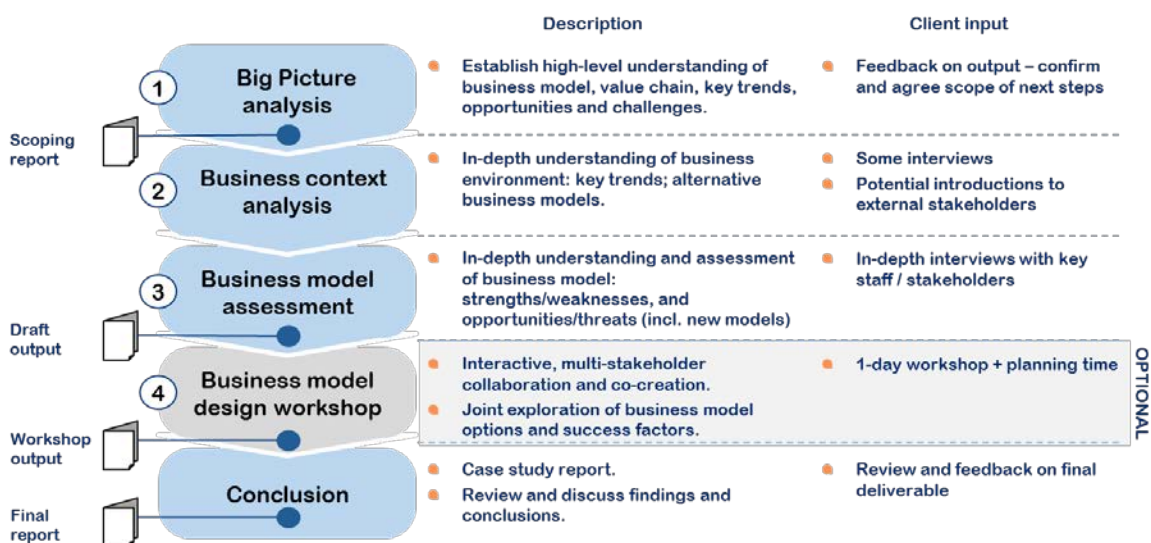 Description
Client input
1
Big Picture
analysis
Establish high-level understanding of
business model, value chain, key trends,
opportunities and challenges.
Feedback on output – confirm
and agree scope of next steps
Scoping
report
2
Business context
analysis
In-depth understanding of business
environment: key trends; alternative
business models.
Some interviews
Potential introductions to
external stakeholders
3
Business model
assessment
In-depth understanding and assessment
of business model:
strengths/weaknesses, and
opportunities/threats (incl. new models)
In-depth interviews with key
staff / stakeholders
Draft
output
4
Business model
design workshop
Interactive, multi-stakeholder
collaboration and co-creation.
Joint exploration of business model
options and success factors.
1-day workshop + planning time
OPTIONAL
Workshop
output
Conclusion
Case study report.
Review and discuss findings and
conclusions.
Review and feedback on final
deliverable
Final
report